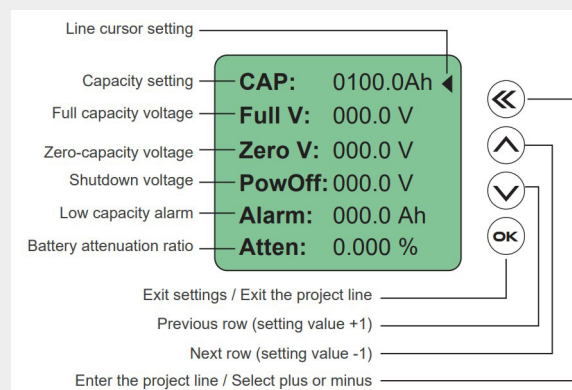 Line cursor setting
Capacity setting
CAP: 0100.0Ah
Full capacity voltage
Full V: 000.0 V
Zero-capacity voltage
Zero V: 000.0 V
Shutdown voltage
PowOff: 000.0 V
Low capacity alarm
Alarm: 000.0 Ah
Battery attenuation ratio
Atten: 0.000 %
OK
Exit settings / Exit the project line
Previous row (setting value +1)
Next row (setting value -1)
Enter the project line / Select plus or minus